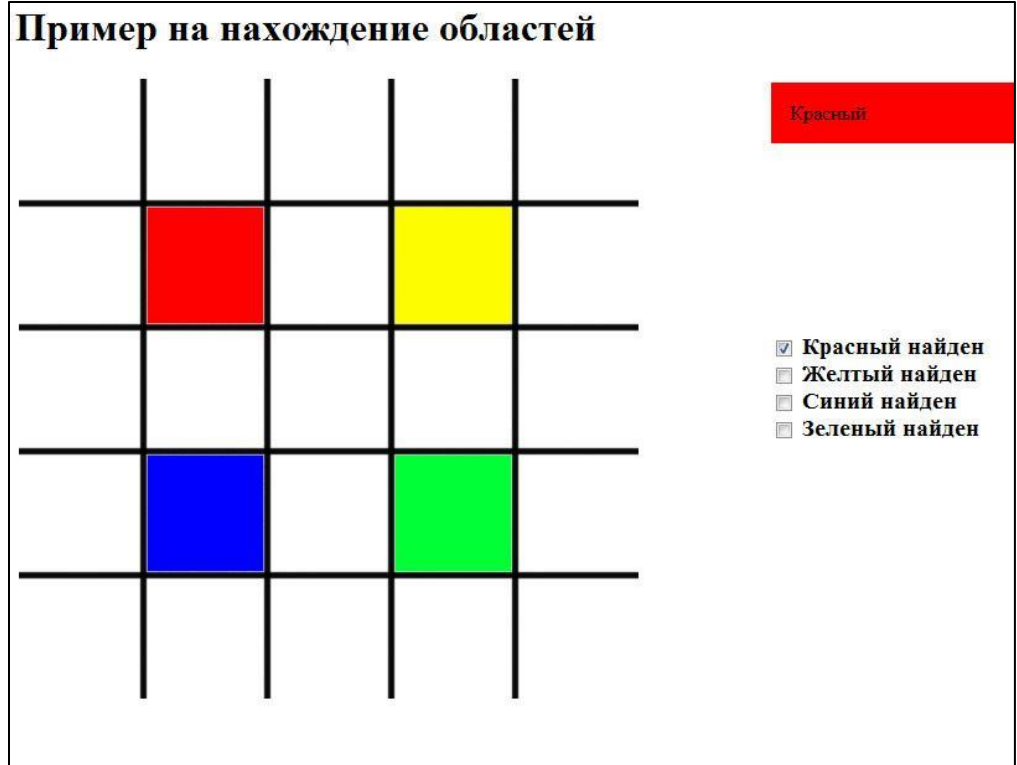 Пример на нахождение областей
Красный
Красный найден
Желтый найден
Синий найден
Зеленый найден